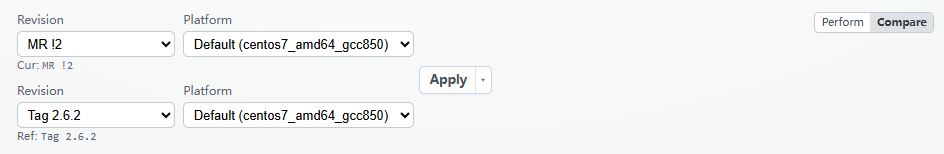 Revision Platform Perform Compare
MR !2 Default (centos7_amd64_gcc850)
Cur: MR !2
Apply
Revision Platform
Tag 2.6.2 Default (centos7_amd64_gcc850)
Ref: Tag 2.6.2